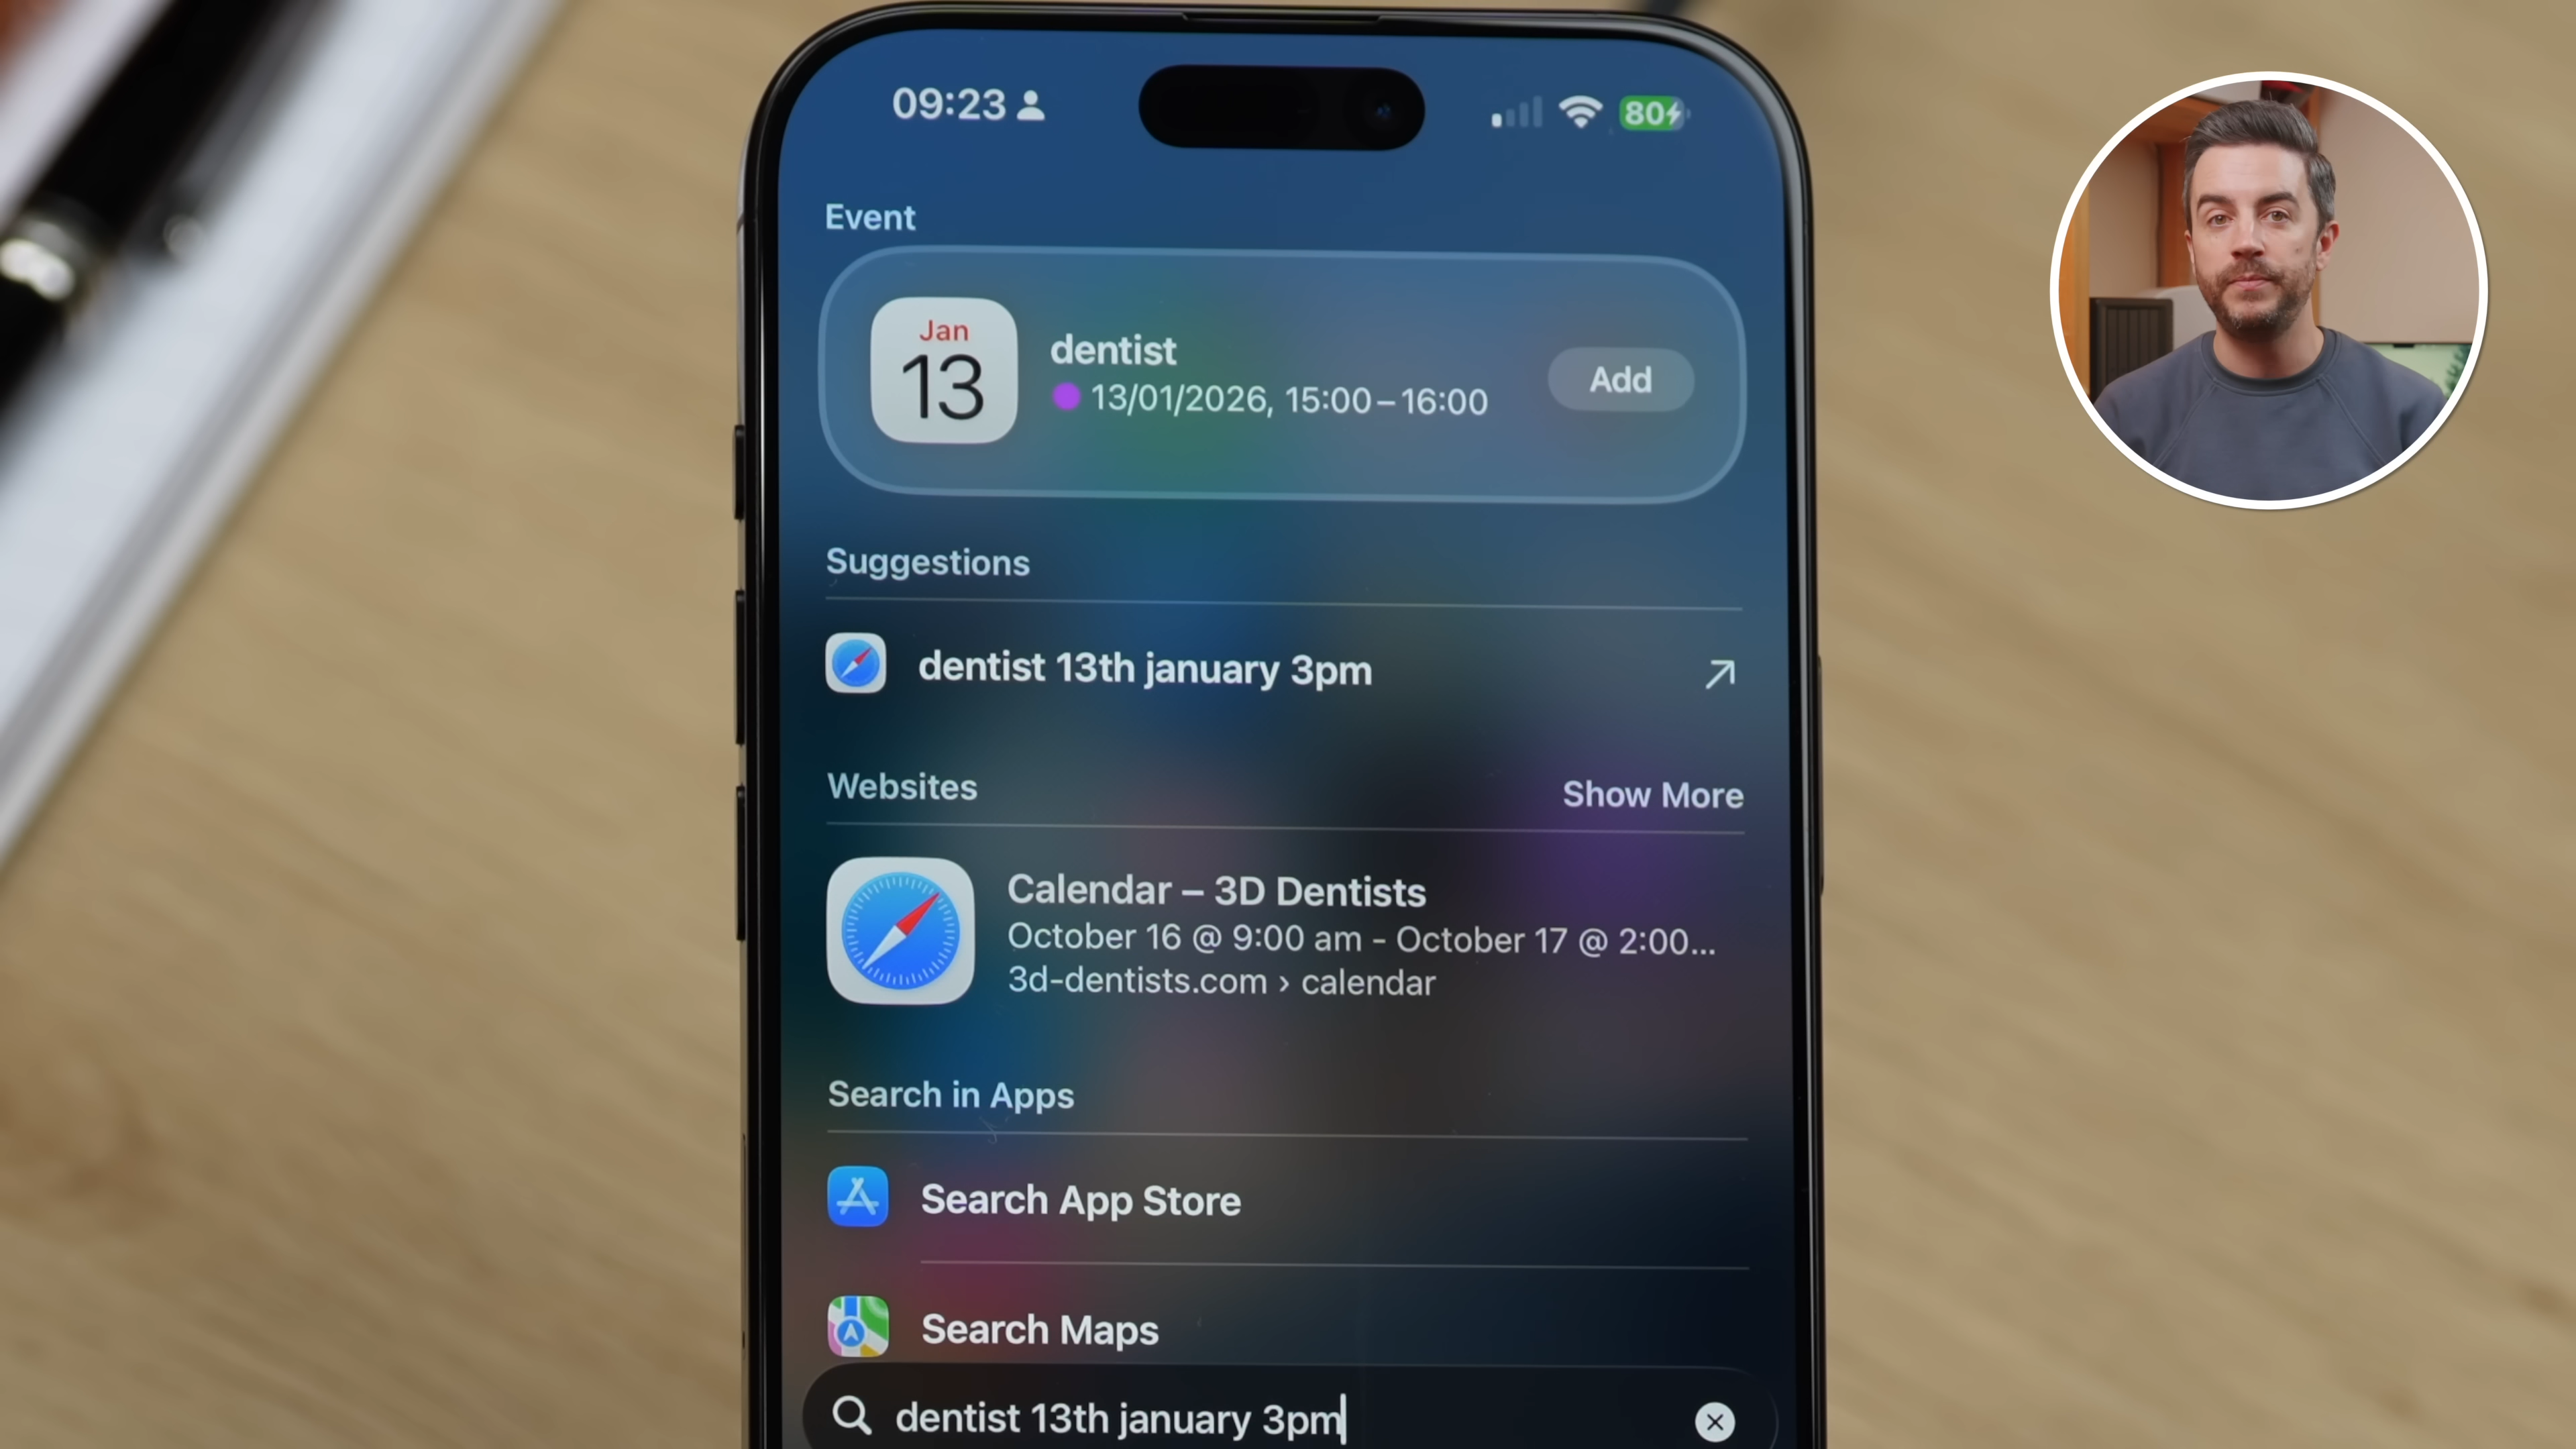 09:23
80
Event
Jan
13
dentist
13/01/2026, 15:00–16:00
Add
Suggestions
dentist 13th january 3pm
Websites
Show More
Calendar – 3D Dentists
October 16 @ 9:00 am - October 17 @ 2:00...
3d-dentists.com › calendar
Search in Apps
Search App Store
Search Maps
dentist 13th january 3pm